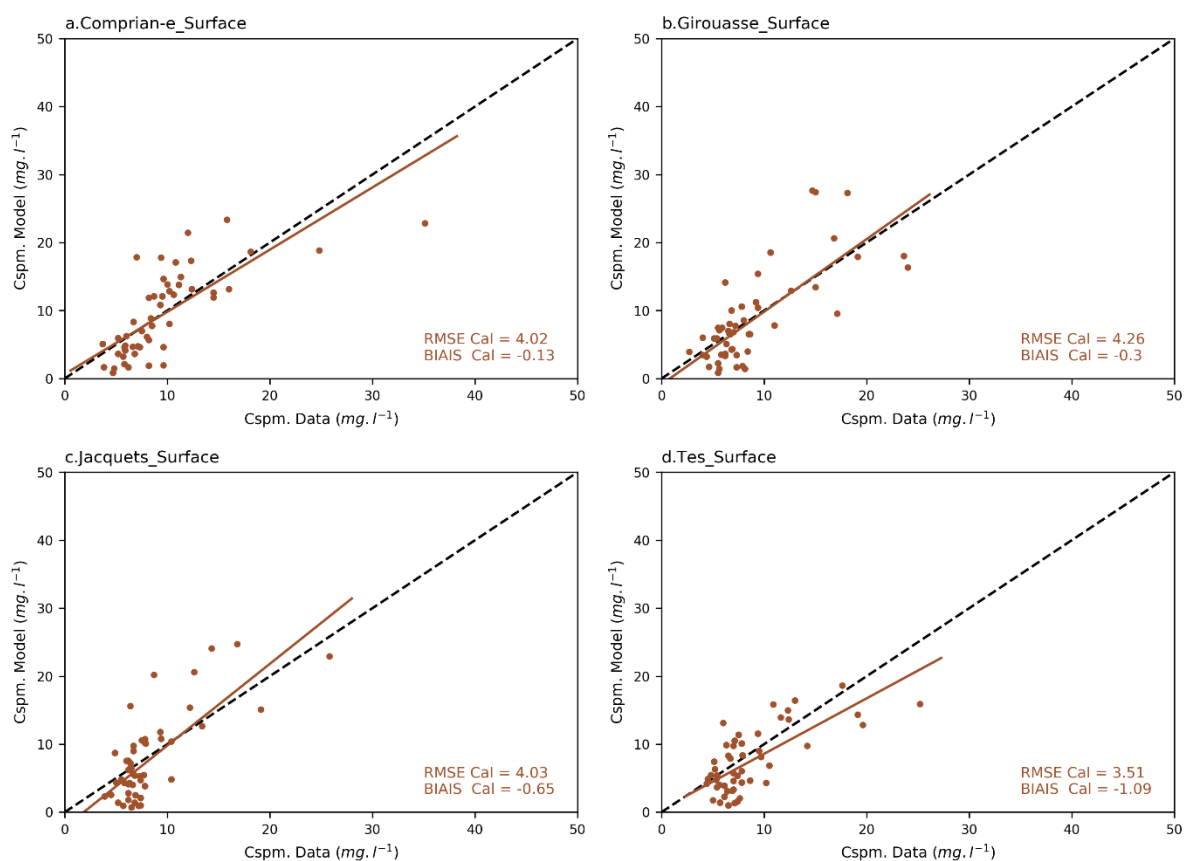 a.Comprian-e_Surface
50
40
30
20
10
0
Cspm. Model (mg.l⁻¹)
RMSE Cal = 4.02
BIAIS  Cal = -0.13
0 10 20 30 40 50
Cspm. Data (mg.l⁻¹)
b.Girouasse_Surface
50
40
30
20
10
0
Cspm. Model (mg.l⁻¹)
RMSE Cal = 4.26
BIAIS  Cal = -0.3
0 10 20 30 40 50
Cspm. Data (mg.l⁻¹)
c.Jacquets_Surface
50
40
30
20
10
0
Cspm. Model (mg.l⁻¹)
RMSE Cal = 4.03
BIAIS  Cal = -0.65
0 10 20 30 40 50
Cspm. Data (mg.l⁻¹)
d.Tes_Surface
50
40
30
20
10
0
Cspm. Model (mg.l⁻¹)
RMSE Cal = 3.51
BIAIS  Cal = -1.09
0 10 20 30 40 50
Cspm. Data (mg.l⁻¹)